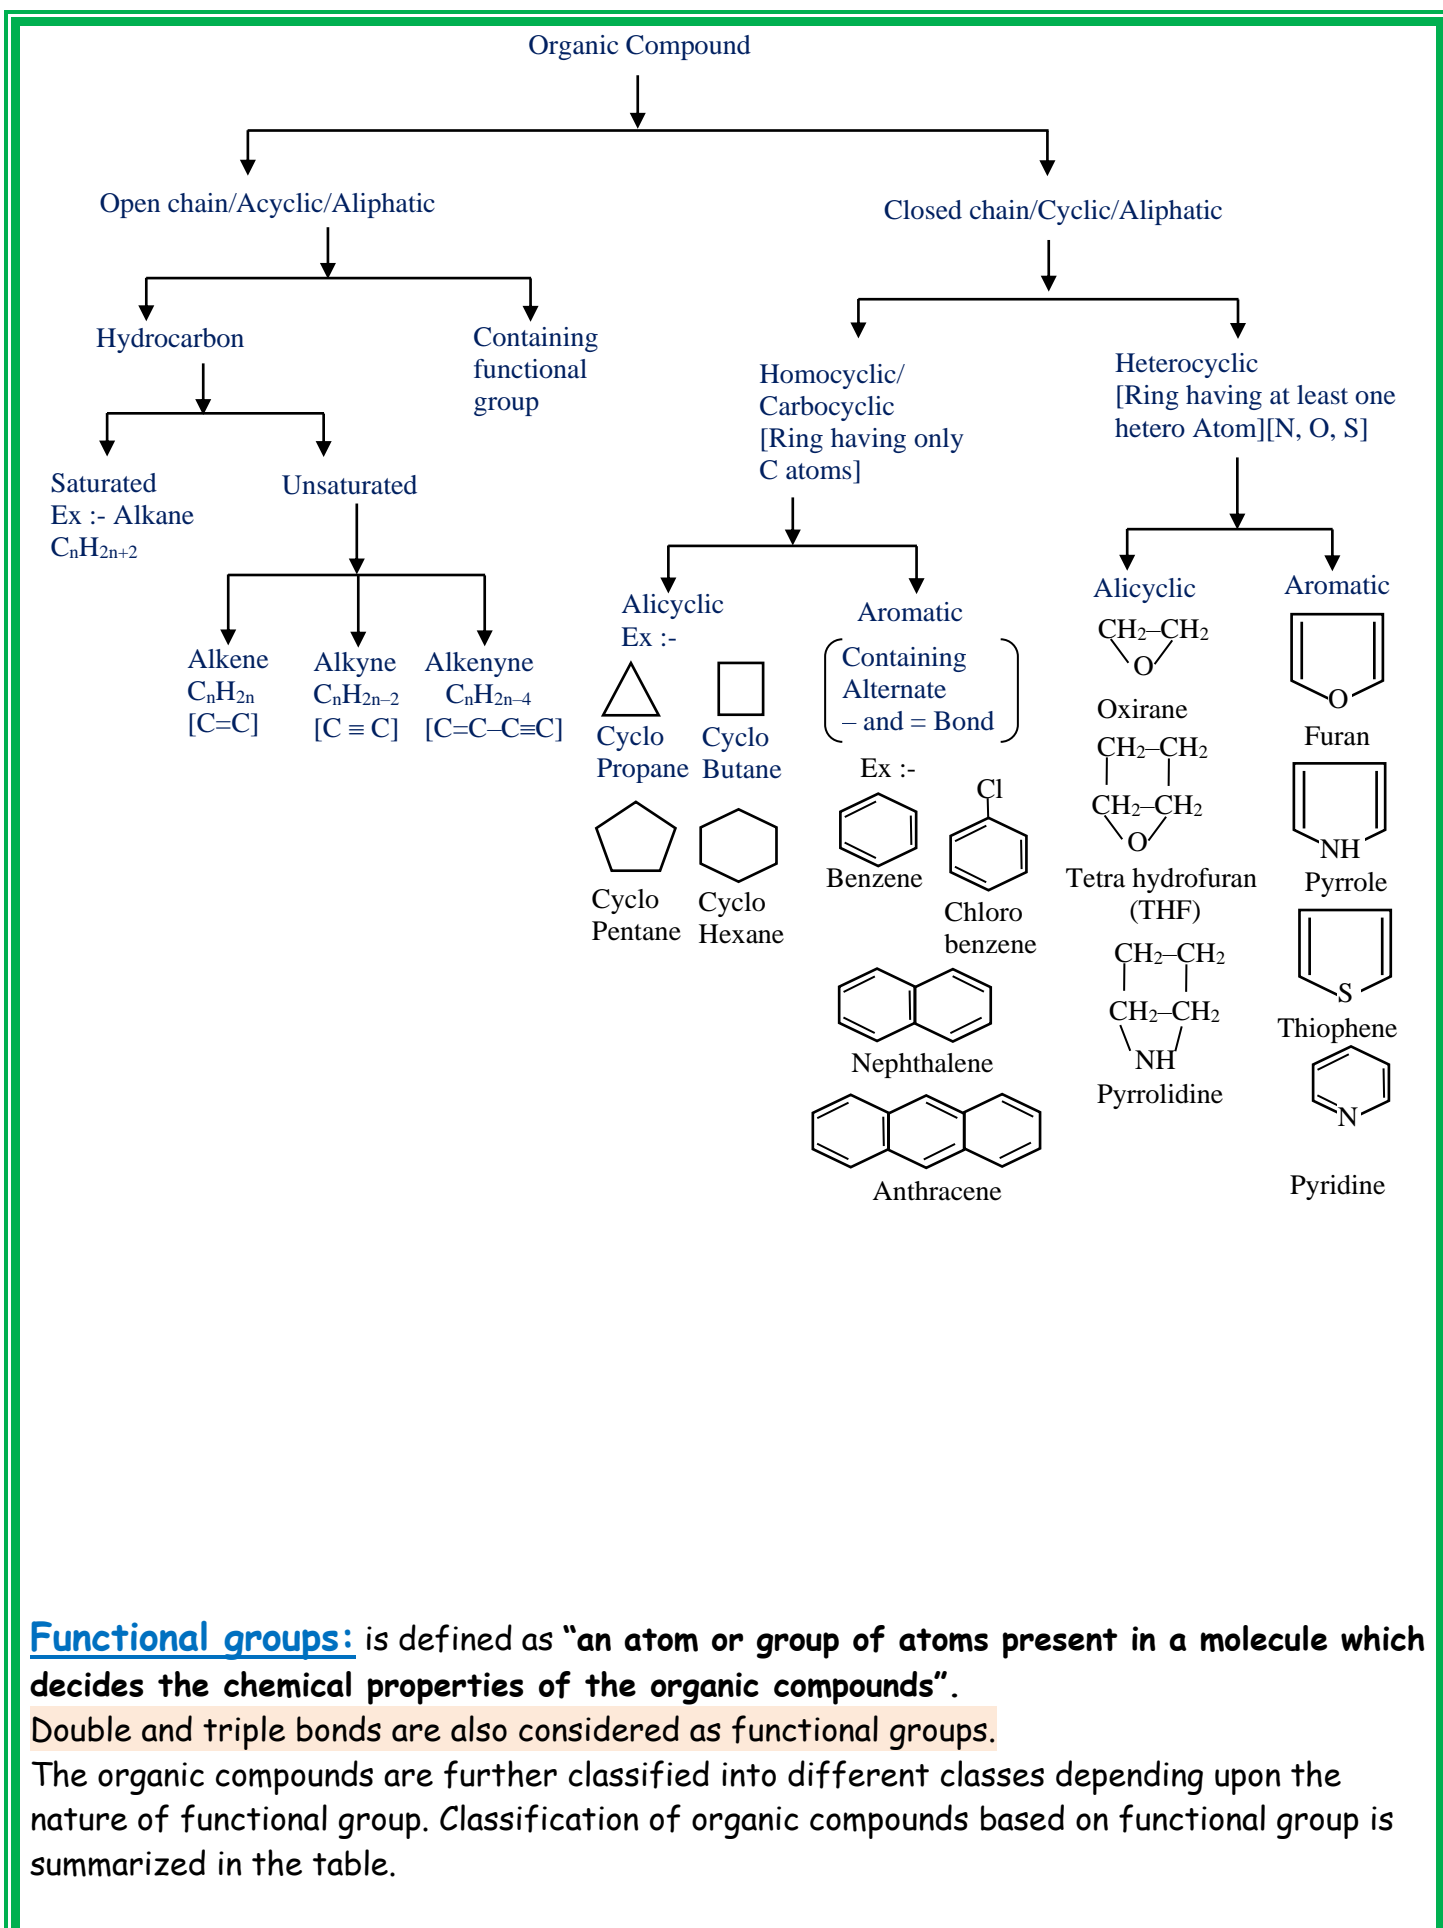 Organic Compound
Open chain/Acyclic/Aliphatic
Closed chain/Cyclic/Aliphatic
Hydrocarbon
Containing
functional
group
Saturated
Ex :- Alkane
CₙH₂ₙ₊₂
Unsaturated
Alkene
CₙH₂ₙ
[C=C]
Alkyne
CₙH₂ₙ₋₂
[C ≡ C]
Alkenyne
CₙH₂ₙ₋₄
[C=C–C≡C]
Homocyclic/
Carbocyclic
[Ring having only
C atoms]
Heterocyclic
[Ring having at least one
hetero Atom][N, O, S]
Alicyclic
Ex :-
Cyclo
Propane
Cyclo
Butane
Cyclo
Pentane
Cyclo
Hexane
Aromatic
Containing
Alternate
– and = Bond
Ex :-
Benzene
Cl
Chloro
benzene
Nephthalene
Anthracene
Alicyclic
CH₂–CH₂
O
Oxirane
CH₂–CH₂
CH₂–CH₂
O
Tetra hydrofuran
(THF)
CH₂–CH₂
CH₂–CH₂
NH
Pyrrolidine
Aromatic
O
Furan
NH
Pyrrole
S
Thiophene
N
Pyridine
Functional groups: is defined as “an atom or group of atoms present in a molecule which
decides the chemical properties of the organic compounds”.
Double and triple bonds are also considered as functional groups.
The organic compounds are further classified into different classes depending upon the
nature of functional group. Classification of organic compounds based on functional group is
summarized in the table.